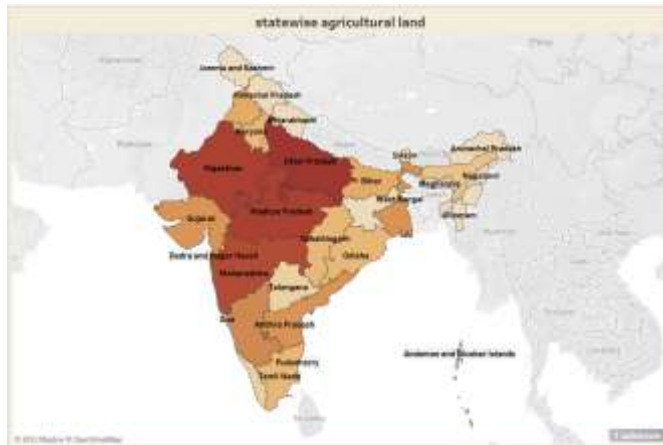 statewise agricultural land
Jammu and Kashmir
Himachal Pradesh
Uttarakhand
Haryana
Rajasthan
Uttar Pradesh
Sikkim
Arunachal Pradesh
Nagaland
Bihar
Meghalaya
West Bengal
Mizoram
Madhya Pradesh
Gujarat
Chhattisgarh
Odisha
Dadra and Nagar Haveli
Maharashtra
Telangana
Goa
Andhra Pradesh
Andaman and Nicobar Islands
Puducherry
Tamil Nadu